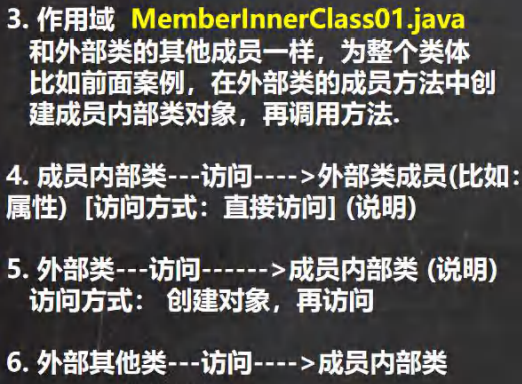 3. 作用域 MemberInnerClass01.java
和外部类的其他成员一样，为整个类体
比如前面案例，在外部类的成员方法中创
建成员内部类对象，再调用方法.
4. 成员内部类---访问---->外部类成员(比如：
属性) [访问方式：直接访问] (说明)
5. 外部类---访问------>成员内部类 (说明)
访问方式： 创建对象，再访问
6. 外部其他类---访问---->成员内部类